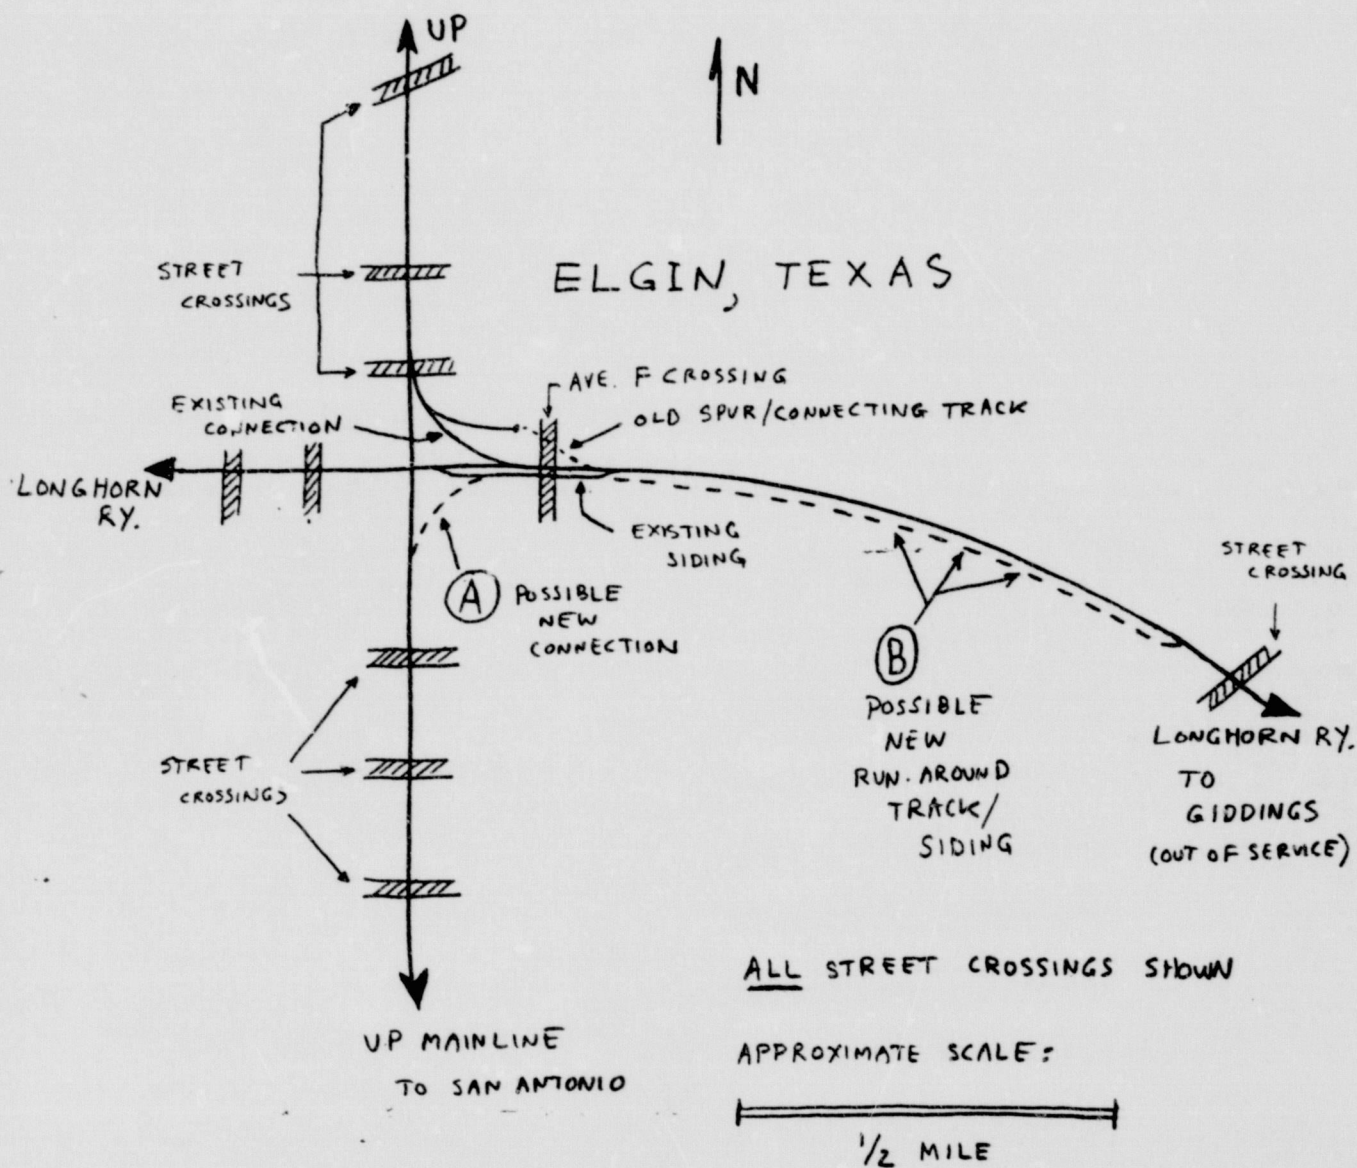 UP
N
STREET
CROSSINGS
ELGIN, TEXAS
AVE. F CROSSING
OLD SPUR/CONNECTING TRACK
EXISTING
CONNECTION
LONGHORN
RY.
EXISTING
SIDING
STREET
CROSSING
A
POSSIBLE
NEW
CONNECTION
B
POSSIBLE
NEW
RUN-AROUND
TRACK/
SIDING
LONGHORN RY.
TO
GIDDINGS
(OUT OF SERVICE)
STREET
CROSSINGS
ALL STREET CROSSINGS SHOWN
UP MAINLINE
TO SAN ANTONIO
APPROXIMATE SCALE:
1/2 MILE